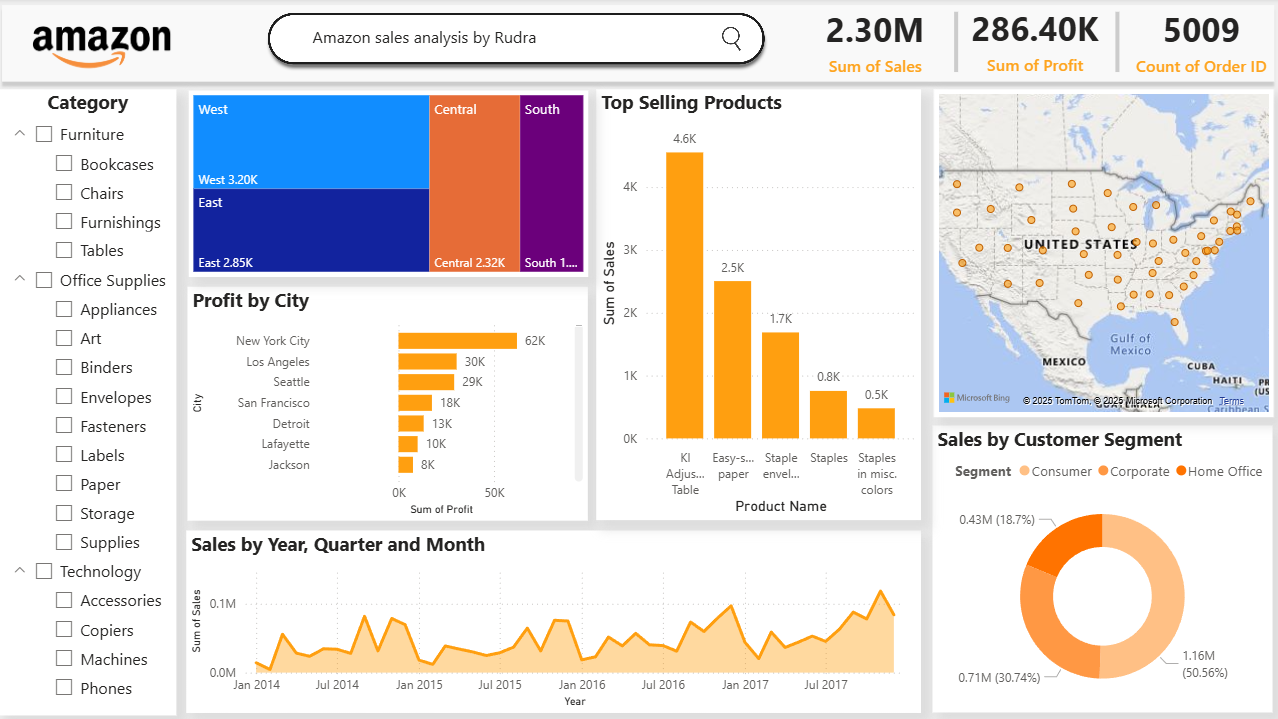 amazon
Amazon sales analysis by Rudra
2.30M
Sum of Sales
286.40K
Sum of Profit
5009
Count of Order ID
Category
Furniture
Bookcases
Chairs
Furnishings
Tables
Office Supplies
Appliances
Art
Binders
Envelopes
Fasteners
Labels
Paper
Storage
Supplies
Technology
Accessories
Copiers
Machines
Phones
West
West 3.20K
East
East 2.85K
Central
Central 2.32K
South
South 1....
Profit by City
City
New York City 62K
Los Angeles 30K
Seattle 29K
San Francisco 18K
Detroit 13K
Lafayette 10K
Jackson 8K
0K 50K
Sum of Profit
Top Selling Products
Sum of Sales
4K
3K
2K
1K
0K
4.6K
2.5K
1.7K
0.8K
0.5K
KI
Adjus...
Table
Easy-s...
paper
Staple
envel...
Staples
Staples
in misc.
colors
Product Name
UNITED STATES
Gulf of
Mexico
MEXICO
CUBA
HAITI
PR
(US
Microsoft Bing
© 2025 TomTom, © 2025 Microsoft Corporation Terms
Caribbean S
Sales by Customer Segment
Segment Consumer Corporate Home Office
0.43M (18.7%)
0.71M (30.74%)
1.16M
(50.56%)
Sales by Year, Quarter and Month
Sum of Sales
0.1M
0.0M
Jan 2014 Jul 2014 Jan 2015 Jul 2015 Jan 2016 Jul 2016 Jan 2017 Jul 2017
Year